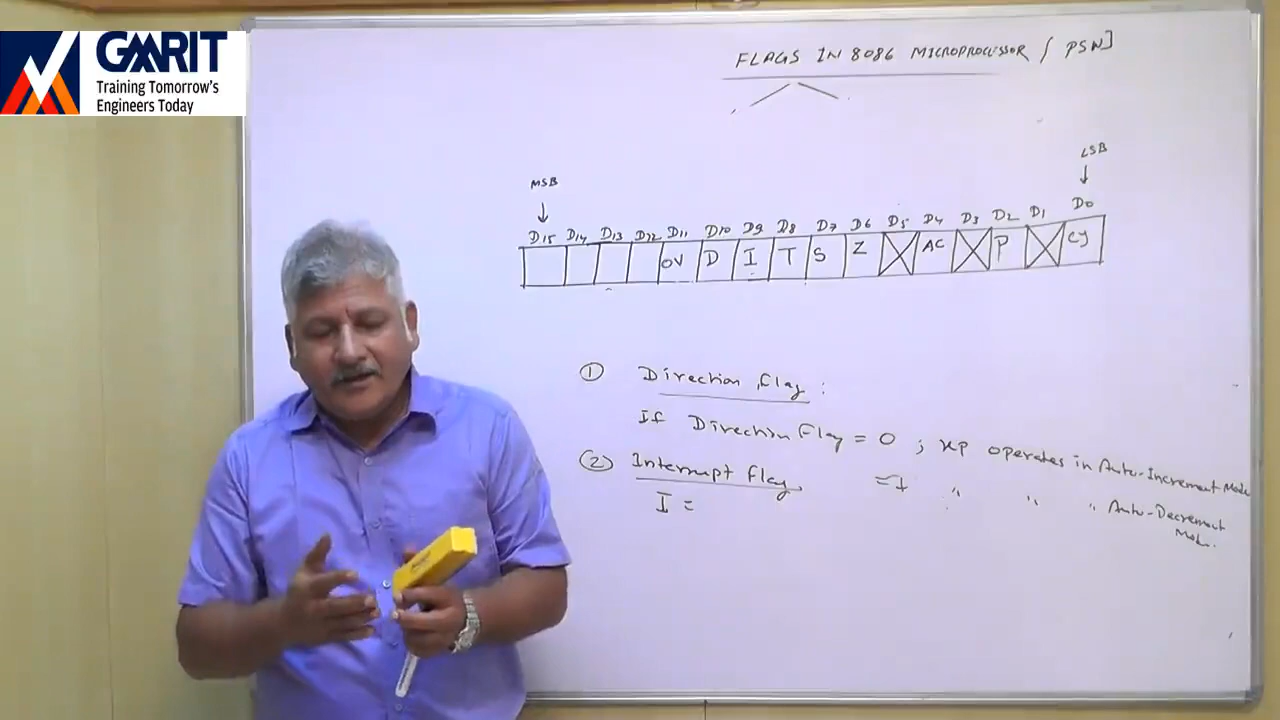 GMRIT
Training Tomorrow's
Engineers Today
FLAGS IN 8086 MICROPROCESSOR / PSW]
LSB
MSB
D15 D14 D13 D12 D11 D10 D9 D8 D7 D6 D5 D4 D3 D2 D1 D0
OV D I T S Z AC P CY
① Direction Flag :
If Direction Flag = 0 ; μp operates in Auto-Increment Mode
= 1 " " " Auto-Decrement
Mode.
② Interrupt Flag
I =